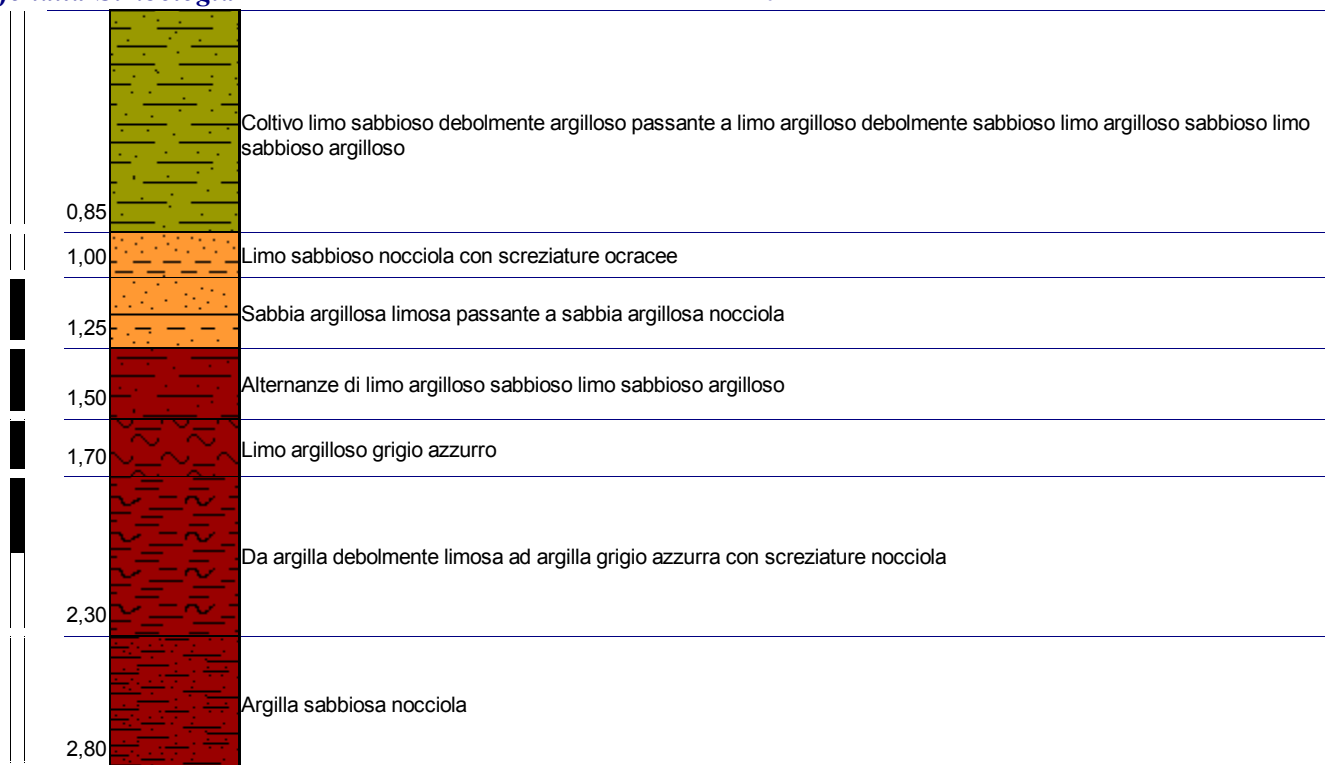 Coltivo limo sabbioso debolmente argilloso passante a limo argilloso debolmente sabbioso limo argilloso sabbioso limo
sabbioso argilloso
0,85
1,00 Limo sabbioso nocciola con screziature ocracee
Sabbia argillosa limosa passante a sabbia argillosa nocciola
1,25
Alternanze di limo argilloso sabbioso limo sabbioso argilloso
1,50
1,70 Limo argilloso grigio azzurro
Da argilla debolmente limosa ad argilla grigio azzurra con screziature nocciola
2,30
Argilla sabbiosa nocciola
2,80